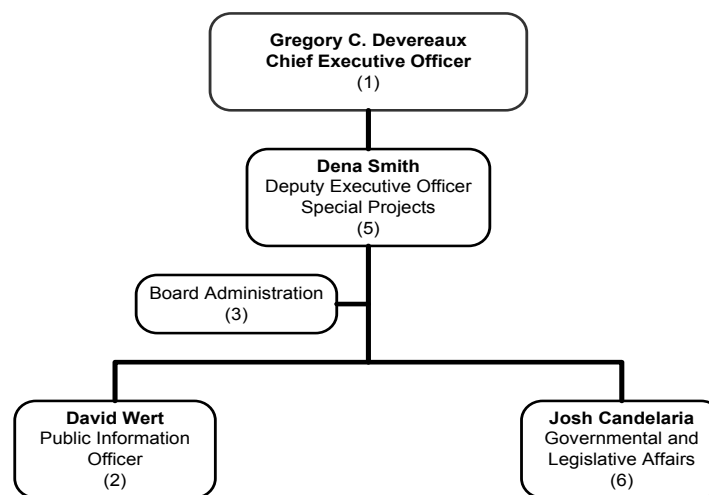 Gregory C. Devereaux
Chief Executive Officer
(1)
Dena Smith
Deputy Executive Officer
Special Projects
(5)
Board Administration
(3)
David Wert
Public Information
Officer
(2)
Josh Candelaria
Governmental and
Legislative Affairs
(6)